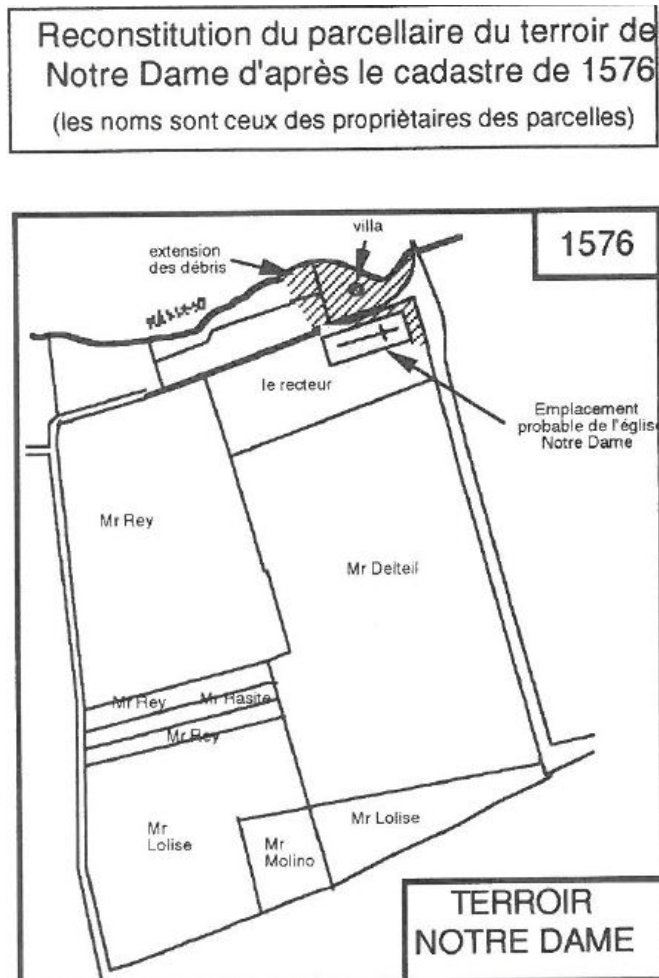 Reconstitution du parcellaire du terroir de
Notre Dame d'après le cadastre de 1576
(les noms sont ceux des propriètaires des parcelles)
1576
villa
extension
des débris
le recteur
Emplacement
probable de l'église
Notre Dame
Mr Rey
Mr Delteil
Mr Rey
Mr Rasite
Mr Rey
Mr
Lolise
Mr
Molino
Mr Lolise
TERROIR
NOTRE DAME